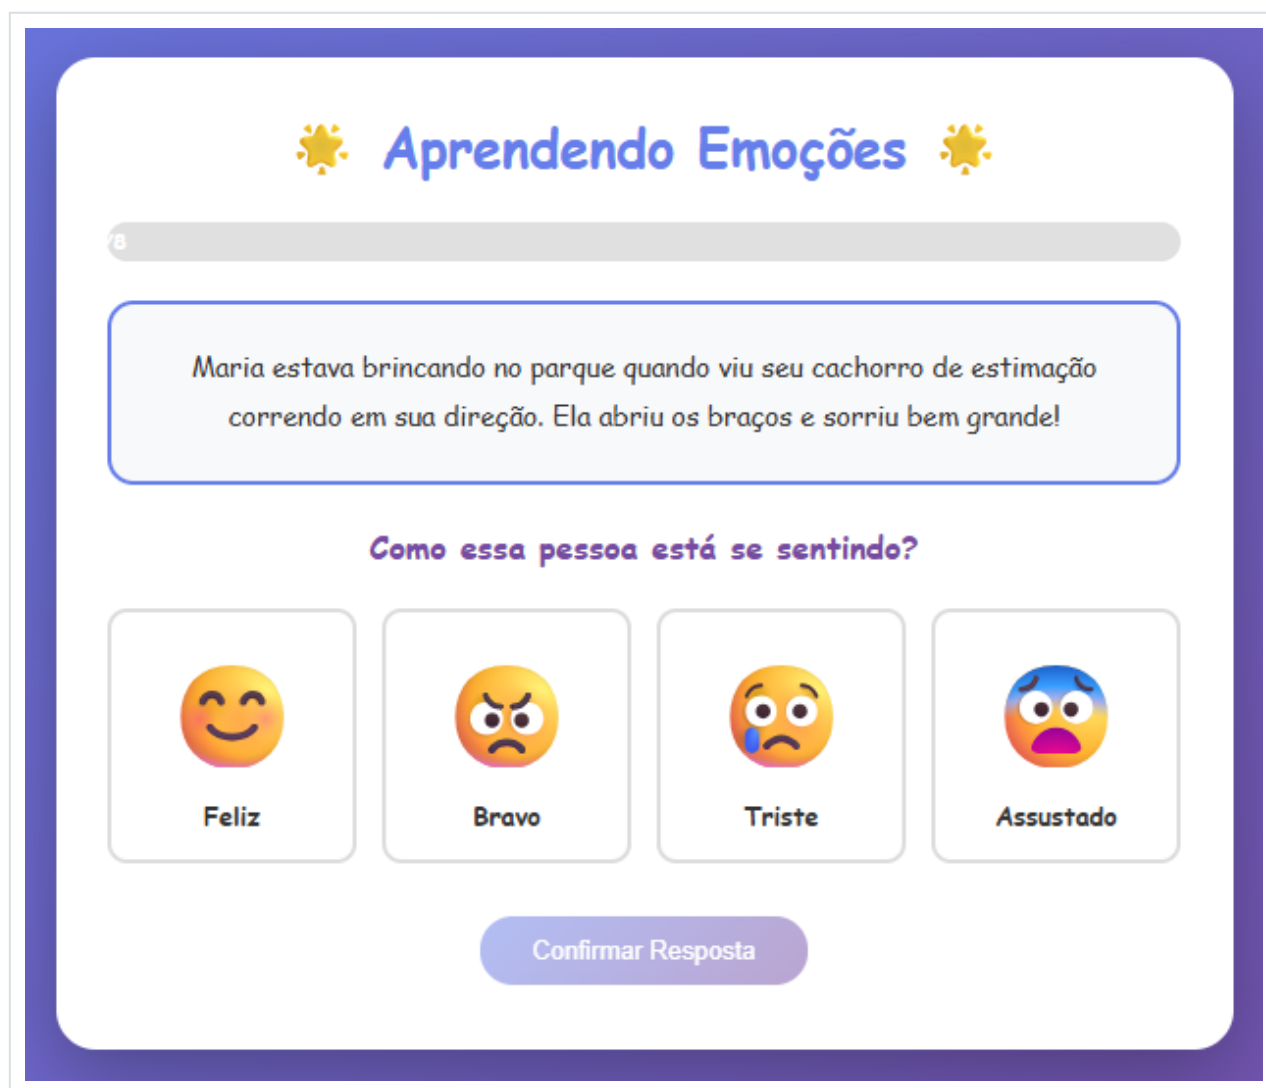 Aprendendo Emoções
/8
Maria estava brincando no parque quando viu seu cachorro de estimação
correndo em sua direção. Ela abriu os braços e sorriu bem grande!
Como essa pessoa está se sentindo?
Feliz
Bravo
Triste
Assustado
Confirmar Resposta